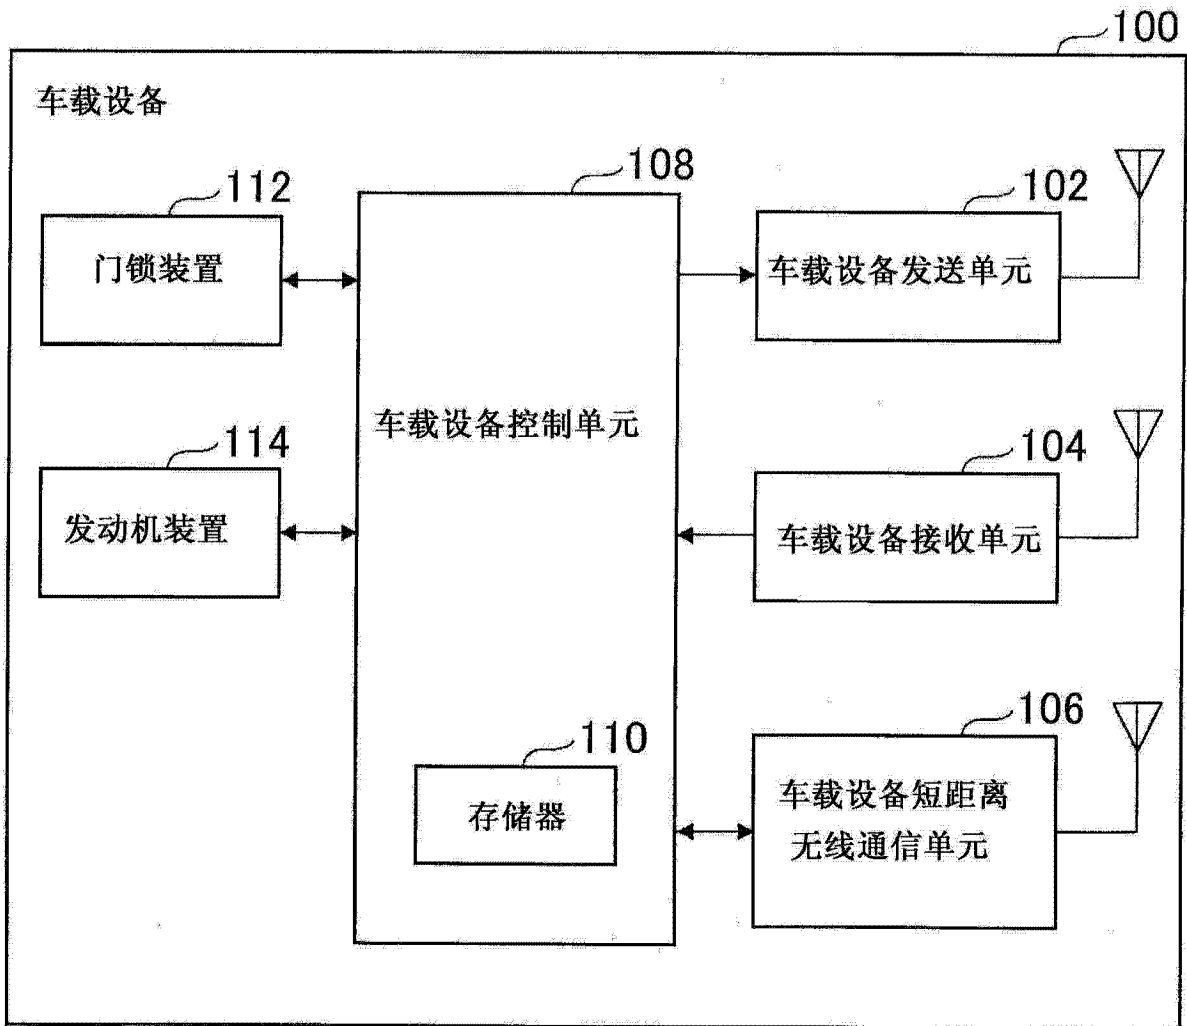 100
车载设备
108
112
102
门锁装置
车载设备发送单元
车载设备控制单元
114
104
发动机装置
车载设备接收单元
106
110
存储器
车载设备短距离
无线通信单元